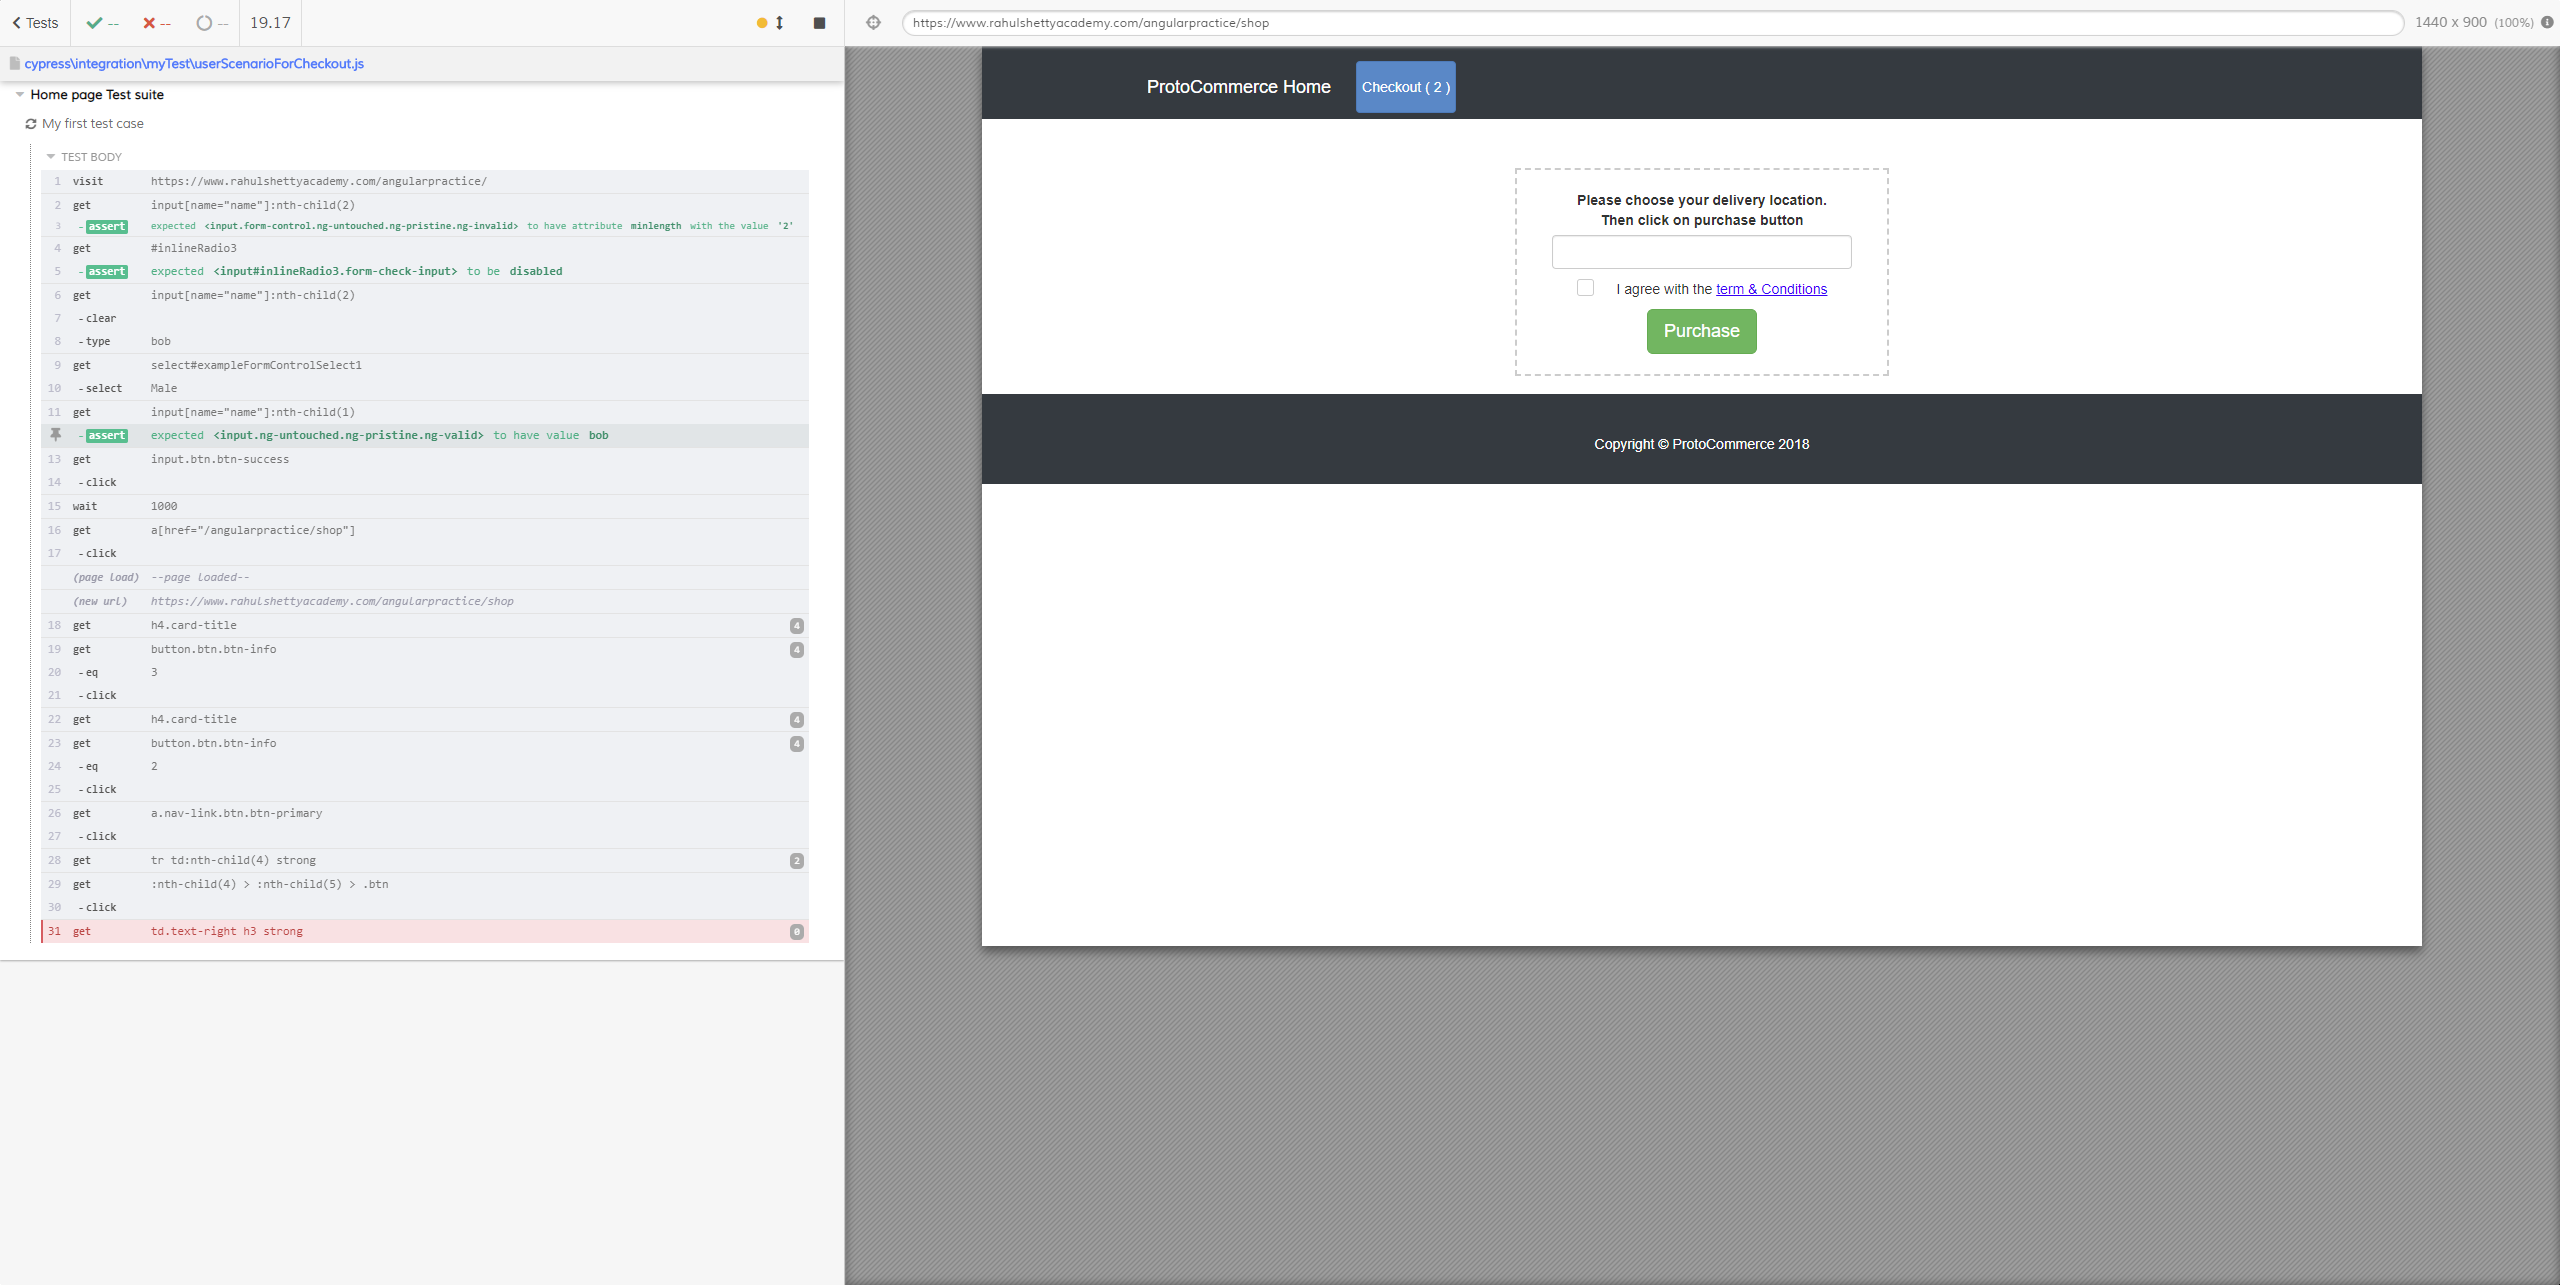 Tests -- -- -- 19.17
cypress\integration\myTest\userScenarioForCheckout.js
Home page Test suite
My first test case
TEST BODY
1 visit https://www.rahulshettyacademy.com/angularpractice/
2 get input[name="name"]:nth-child(2)
3 -assert expected <input.form-control.ng-untouched.ng-pristine.ng-invalid> to have attribute minlength with the value '2'
4 get #inlineRadio3
5 -assert expected <input#inlineRadio3.form-check-input> to be disabled
6 get input[name="name"]:nth-child(2)
7 -clear
8 -type bob
9 get select#exampleFormControlSelect1
10 -select Male
11 get input[name="name"]:nth-child(1)
-assert expected <input.ng-untouched.ng-pristine.ng-valid> to have value bob
13 get input.btn.btn-success
14 -click
15 wait 1000
16 get a[href="/angularpractice/shop"]
17 -click
(page load) --page loaded--
(new url) https://www.rahulshettyacademy.com/angularpractice/shop
18 get h4.card-title 4
19 get button.btn.btn-info 4
20 -eq 3
21 -click
22 get h4.card-title 4
23 get button.btn.btn-info 4
24 -eq 2
25 -click
26 get a.nav-link.btn.btn-primary
27 -click
28 get tr td:nth-child(4) strong 2
29 get :nth-child(4) > :nth-child(5) > .btn
30 -click
31 get td.text-right h3 strong 0
https://www.rahulshettyacademy.com/angularpractice/shop
1440 x 900 (100%)
ProtoCommerce Home Checkout ( 2 )
Please choose your delivery location.
Then click on purchase button
I agree with the term & Conditions
Purchase
Copyright © ProtoCommerce 2018